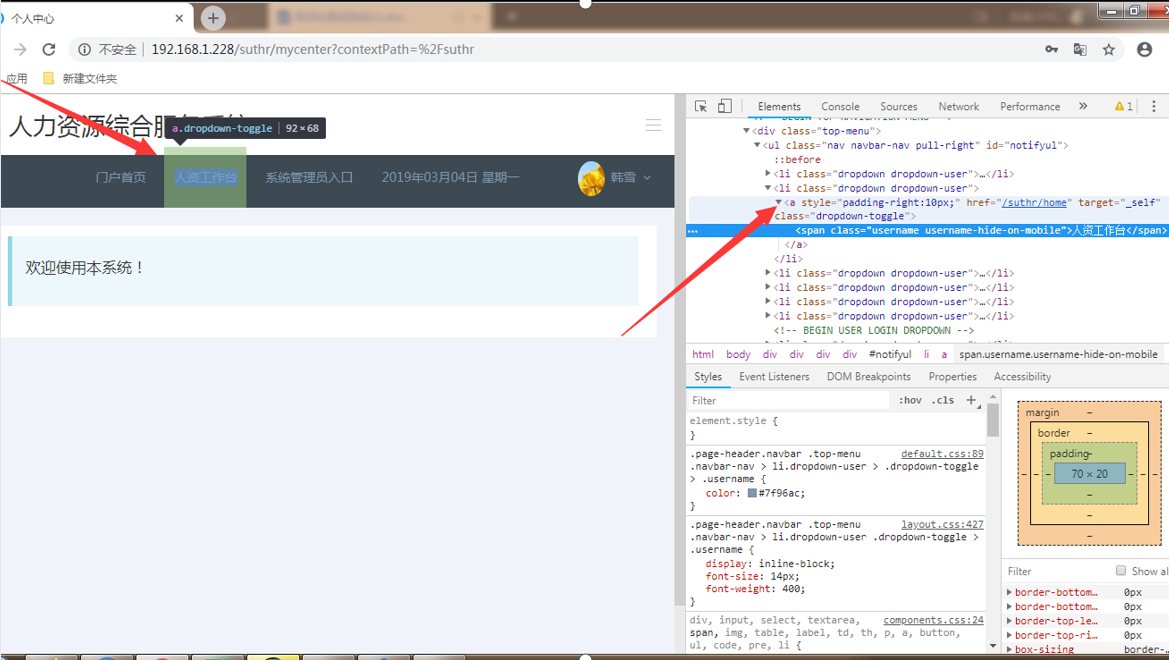 个人中心
不安全 192.168.1.228/suthr/mycenter?contextPath=%2Fsuthr
应用 新建文件夹
人力资源综合服务系统
a.dropdown-toggle 92×68
门户首页 人资工作台 系统管理员入口 2019年03月04日 星期一 韩雪
欢迎使用本系统！
Elements Console Sources Network Performance » 1
<!-- BEGIN TOP NAVIGATION MENU -->
<div class="top-menu">
<ul class="nav navbar-nav pull-right" id="notifyul">
::before
<li class="dropdown dropdown-user">…</li>
<li class="dropdown dropdown-user">
<a style="padding-right:10px;" href="/suthr/home" target="_self"
class="dropdown-toggle">
<span class="username username-hide-on-mobile">人资工作台</span>
</a>
</li>
<li class="dropdown dropdown-user">…</li>
<li class="dropdown dropdown-user">…</li>
<li class="dropdown dropdown-user">…</li>
<li class="dropdown dropdown-user">…</li>
<!-- BEGIN USER LOGIN DROPDOWN -->
html body div div div div #notifyul li a span.username.username-hide-on-mobile
Styles Event Listeners DOM Breakpoints Properties Accessibility
Filter :hov .cls +
element.style {
}
.page-header.navbar .top-menu default.css:89
.navbar-nav > li.dropdown-user > .dropdown-toggle
> .username {
color: #7f96ac;
}
.page-header.navbar .top-menu layout.css:427
.navbar-nav > li.dropdown-user .dropdown-toggle >
.username {
display: inline-block;
font-size: 14px;
font-weight: 400;
}
div, input, select, textarea, components.css:24
span, img, table, label, td, th, p, a, button,
ul, code, pre, li {
margin –
border –
padding-
– – – 70 × 20 – – –
–
–
–
Filter Show al
border-bottom… 0px
border-bottom… 0px
border-top-le… 0px
border-top-ri… 0px
box-sizing border-